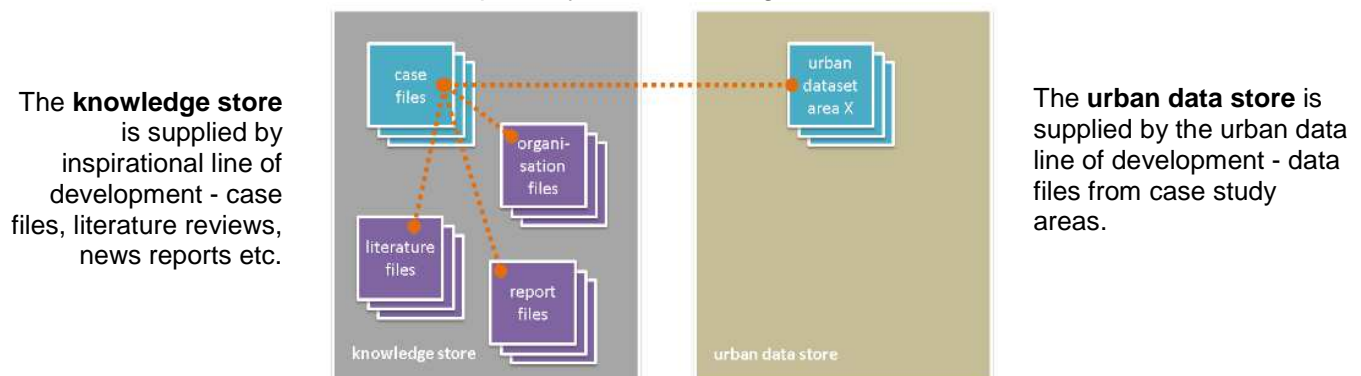 The knowledge store
is supplied by
inspirational line of
development - case
files, literature reviews,
news reports etc.
case
files
organi-
sation
files
literature
files
report
files
knowledge store
urban
dataset
area X
urban data store
The urban data store is
supplied by the urban data
line of development - data
files from case study
areas.